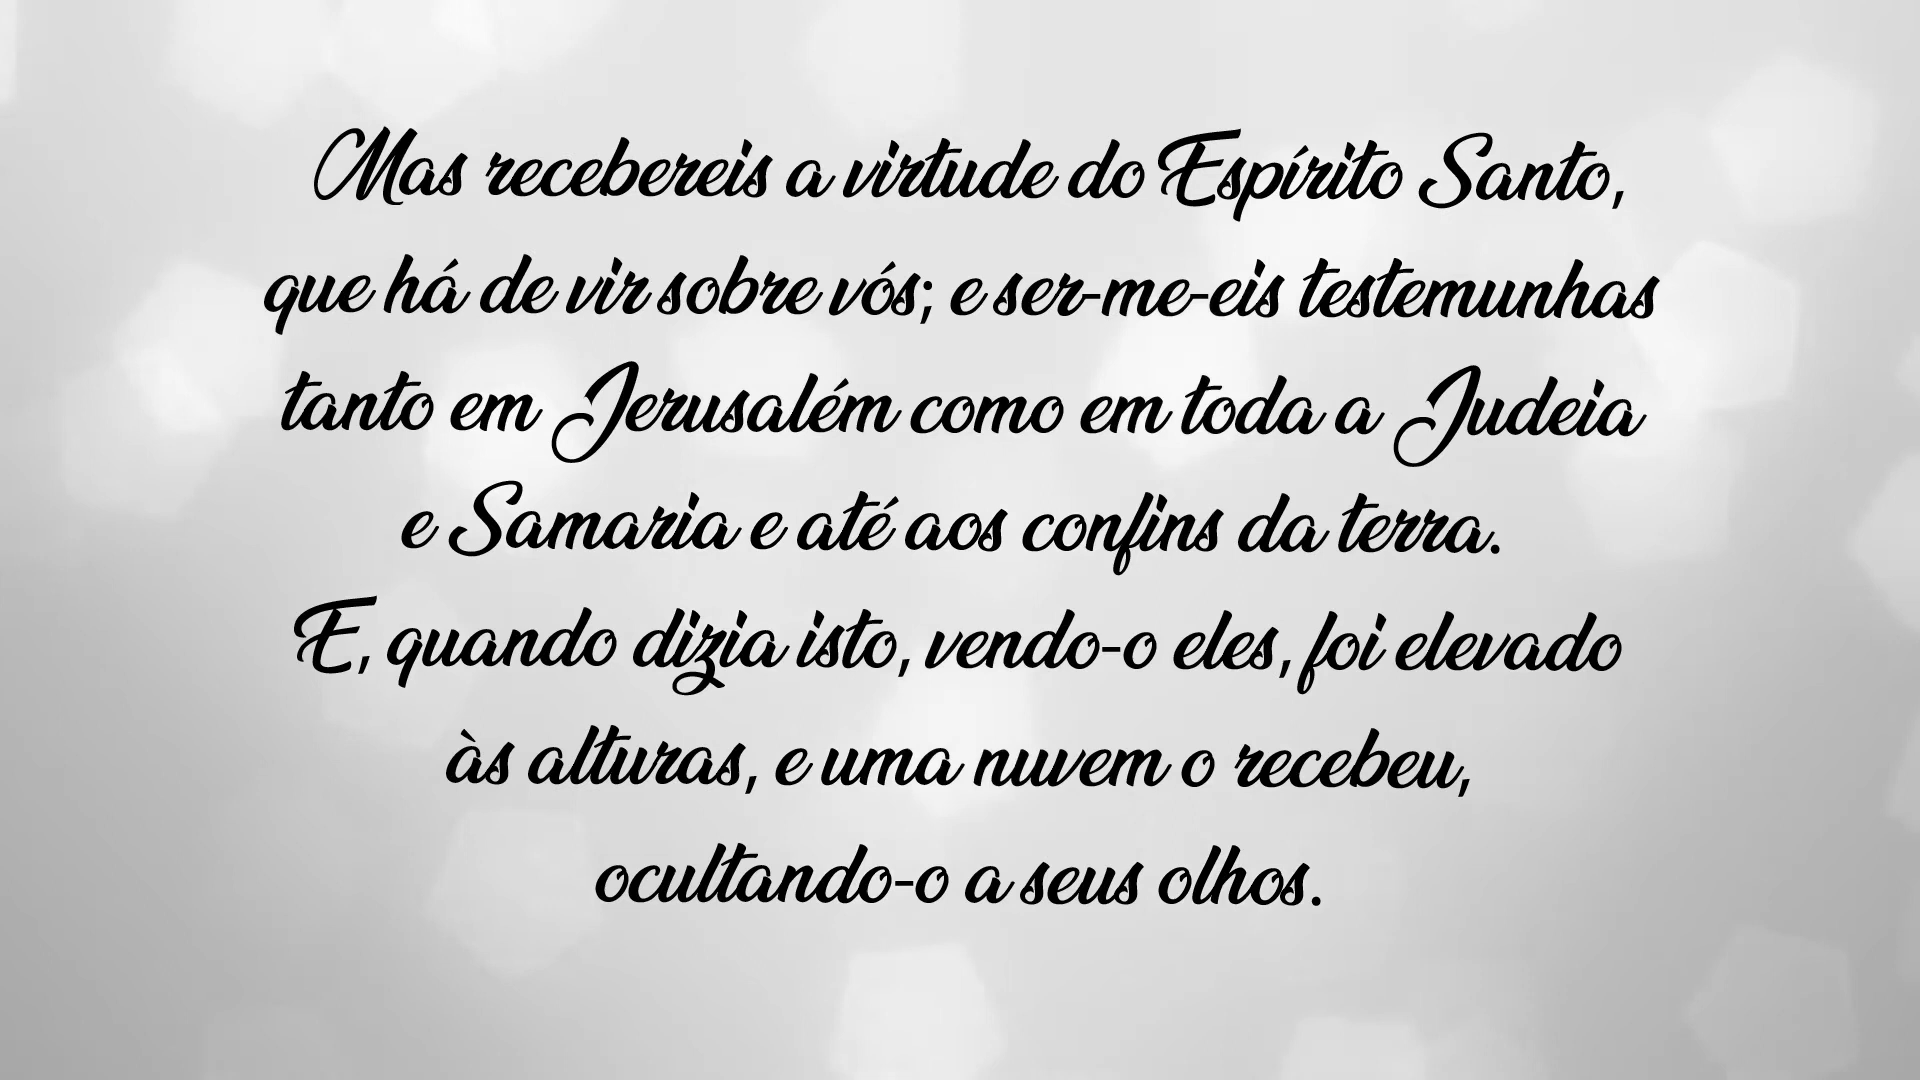 Mas recebereis a virtude do Espírito Santo,
que há de vir sobre vós; e ser-me-eis testemunhas
tanto em Jerusalém como em toda a Judeia
e Samaria e até aos confins da terra.
E, quando dizia isto, vendo-o eles, foi elevado
às alturas, e uma nuvem o recebeu,
ocultando-o a seus olhos.